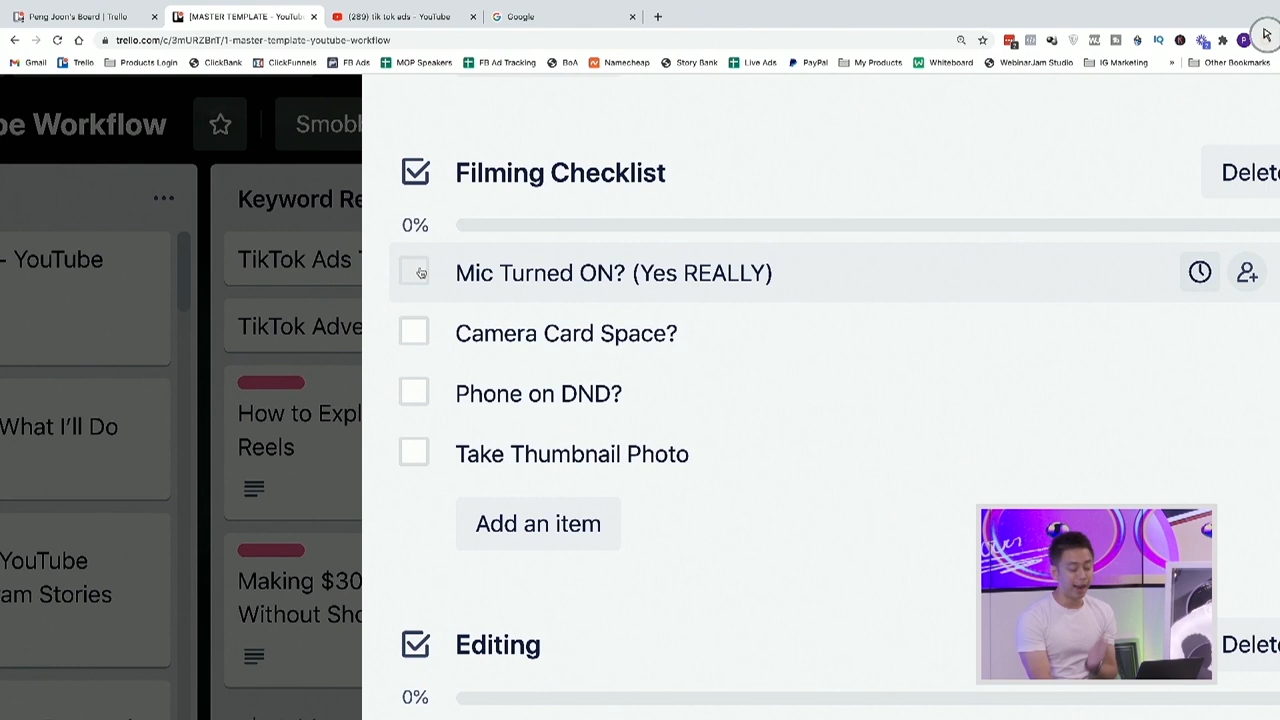 Peng Joon's Board | Trello
[MASTER TEMPLATE - YouTub
(289) tik tok ads - YouTube
Google
trello.com/c/3mURZBnT/1-master-template-youtube-workflow
Gmail
Trello
Products Login
ClickBank
ClickFunnels
FB Ads
MOP Speakers
FB Ad Tracking
BoA
Namecheap
Story Bank
Live Ads
PayPal
My Products
Whiteboard
WebinarJam Studio
IG Marketing
»
Other Bookmarks
be Workflow
Smobb
- YouTube
What I'll Do
YouTube
am Stories
Keyword Re
TikTok Ads T
TikTok Adve
How to Expl
Reels
Making $30
Without Sho
Filming Checklist
Delete
0%
Mic Turned ON? (Yes REALLY)
Camera Card Space?
Phone on DND?
Take Thumbnail Photo
Add an item
Editing
Delete
0%